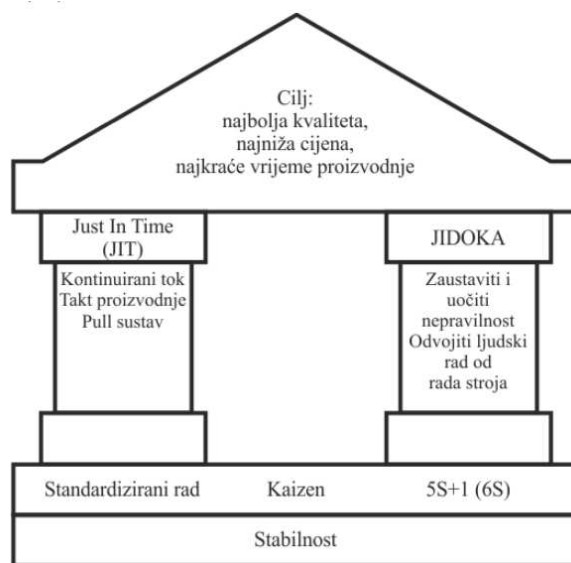 Cilj:
najbolja kvaliteta,
najniža cijena,
najkraće vrijeme proizvodnje
Just In Time
(JIT)
Kontinuirani tok
Takt proizvodnje
Pull sustav
JIDOKA
Zaustaviti i
uočiti
nepravilnost
Odvojiti ljudski
rad od
rada stroja
Standardizirani rad
Kaizen
5S+1 (6S)
Stabilnost